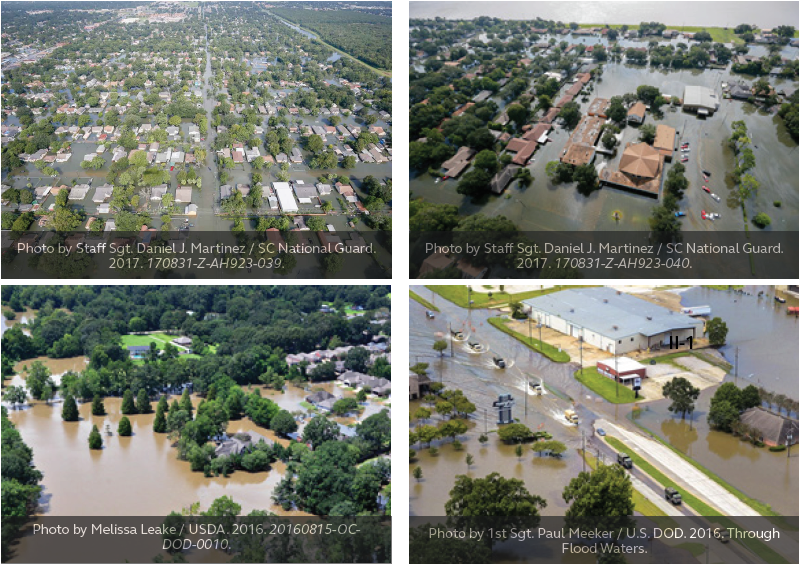 Photo by Staff Sgt. Daniel J. Martinez / SC National Guard.
2017. 170831-Z-AH923-039.
Photo by Staff Sgt. Daniel J. Martinez / SC National Guard.
2017. 170831-Z-AH923-040.
II-1
Photo by Melissa Leake / USDA. 2016. 20160815-OC-
DOD-0010.
Photo by 1st Sgt. Paul Meeker / U.S. DOD. 2016. Through
Flood Waters.